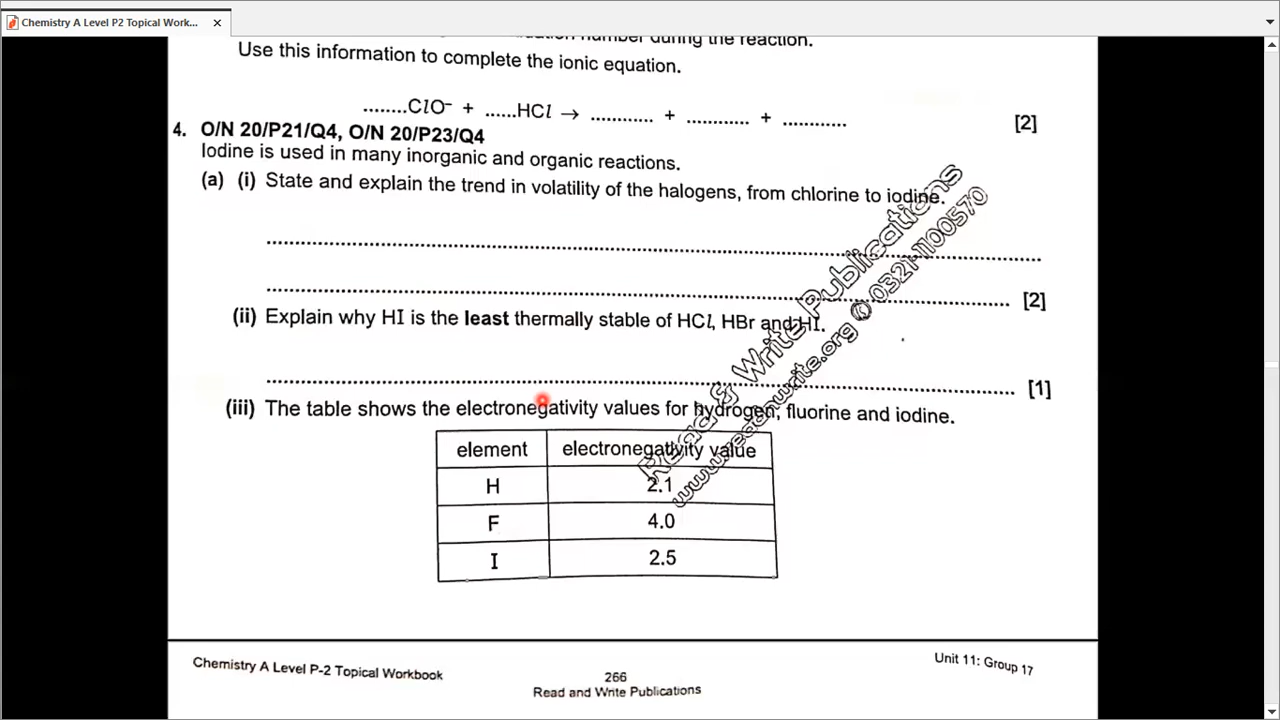 Chemistry A Level P2 Topical Work...
number during the reaction.
Use this information to complete the ionic equation.
........ClO⁻ + ......HCl → ............ + ............ + ............
[2]
4. O/N 20/P21/Q4, O/N 20/P23/Q4
Iodine is used in many inorganic and organic reactions.
(a) (i) State and explain the trend in volatility of the halogens, from chlorine to iodine.
[2]
(ii) Explain why HI is the least thermally stable of HCl, HBr and HI.
[1]
(iii) The table shows the electronegativity values for hydrogen, fluorine and iodine.
element electronegativity value
H 2.1
F 4.0
I 2.5
Read & Write Publications
www.readnwrite.org © 0321-1100570
Chemistry A Level P-2 Topical Workbook
266
Read and Write Publications
Unit 11: Group 17